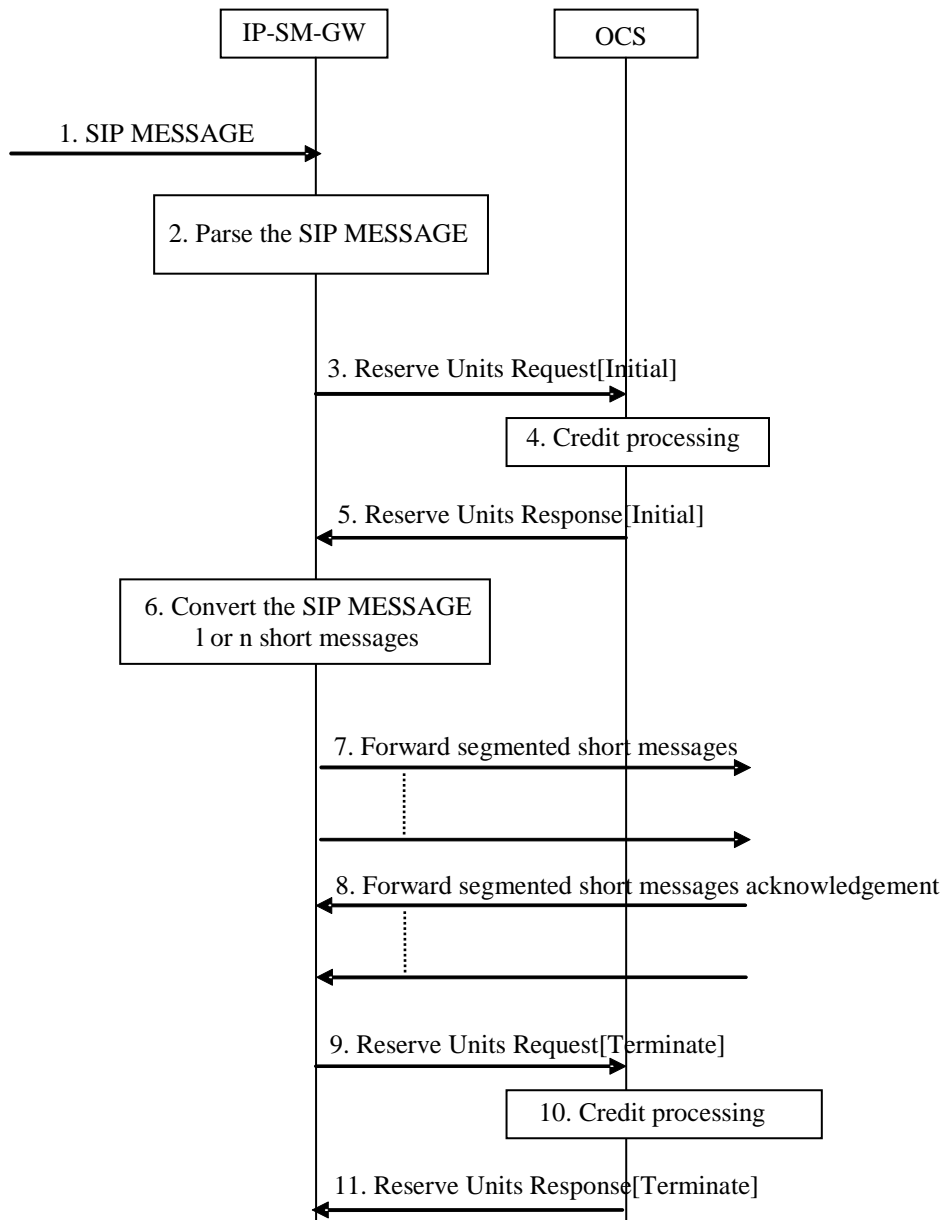 IP-SM-GW
OCS
1. SIP MESSAGE
2. Parse the SIP MESSAGE
3. Reserve Units Request[Initial]
4. Credit processing
5. Reserve Units Response[Initial]
6. Convert the SIP MESSAGE
l or n short messages
7. Forward segmented short messages
8. Forward segmented short messages acknowledgement
9. Reserve Units Request[Terminate]
10. Credit processing
11. Reserve Units Response[Terminate]